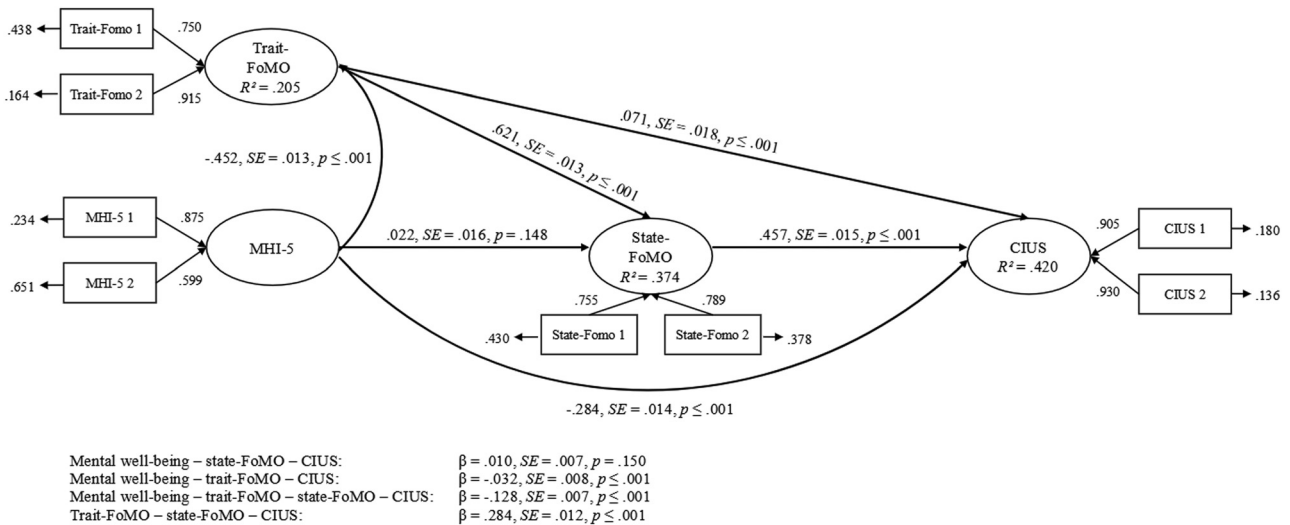 .438
Trait-Fomo 1
.750
Trait-
FoMO
R² = .205
.164
Trait-Fomo 2
.915
.071, SE = .018, p ≤ .001
.621, SE = .013, p ≤ .001
-.452, SE = .013, p ≤ .001
.234
MHI-5 1
.875
MHI-5
.651
MHI-5 2
.599
.022, SE = .016, p = .148
State-
FoMO
R² = .374
.457, SE = .015, p ≤ .001
CIUS
R² = .420
.905
CIUS 1
.180
.930
CIUS 2
.136
.755
.789
.430
State-Fomo 1
State-Fomo 2
.378
-.284, SE = .014, p ≤ .001
Mental well-being – state-FoMO – CIUS: β = .010, SE = .007, p = .150
Mental well-being – trait-FoMO – CIUS: β = -.032, SE = .008, p ≤ .001
Mental well-being – trait-FoMO – state-FoMO – CIUS: β = -.128, SE = .007, p ≤ .001
Trait-FoMO – state-FoMO – CIUS: β = .284, SE = .012, p ≤ .001